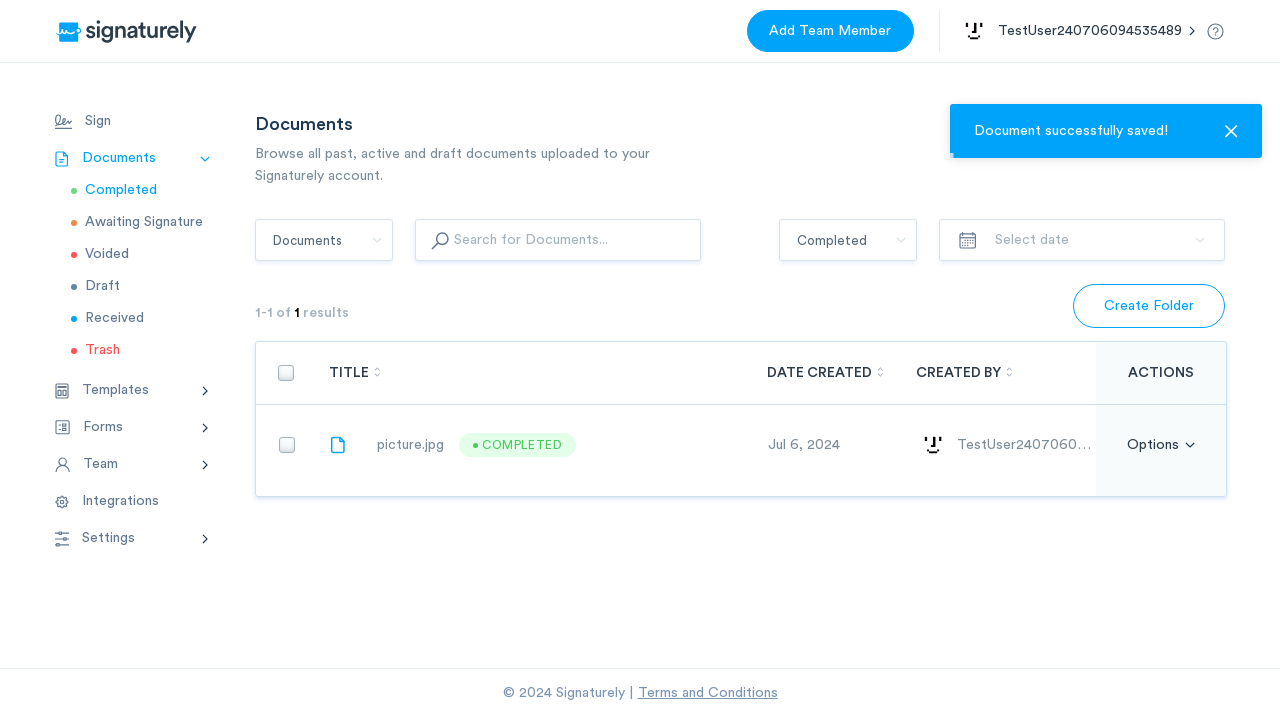 signaturely
Add Team Member
TestUser240706094535489
Sign
Documents
Completed
Awaiting Signature
Voided
Draft
Received
Trash
Templates
Forms
Team
Integrations
Settings
Documents
Browse all past, active and draft documents uploaded to your
Signaturely account.
Document successfully saved!
Documents
Search for Documents...
Completed
Select date
1-1 of 1 results
Create Folder
TITLE DATE CREATED CREATED BY ACTIONS
picture.jpg COMPLETED Jul 6, 2024 TestUser2407060... Options
© 2024 Signaturely | Terms and Conditions